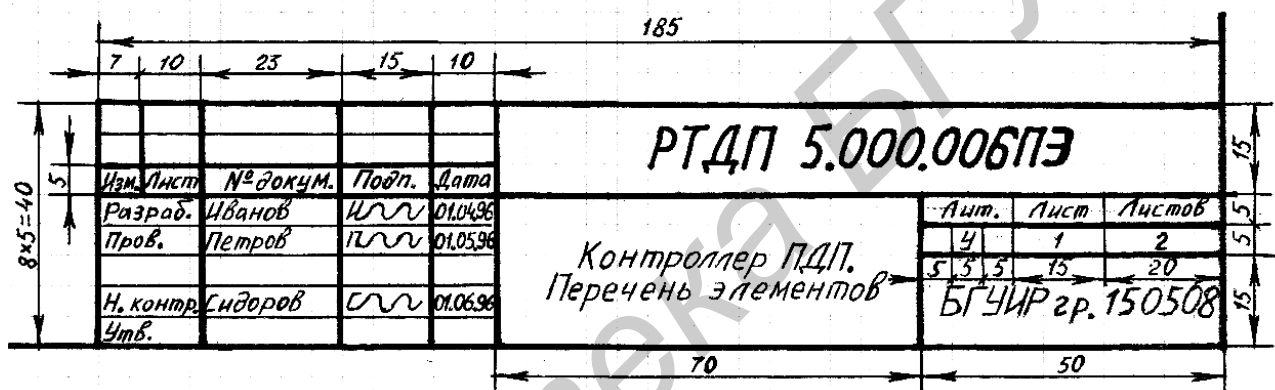 185
7 10 23 15 10
РТДП 5.000.006ПЭ
15
8×5=40
5
Изм. Лист № докум. Подп. Дата
Разраб. Иванов 01.04.96
Лит. Лист Листов
5
Пров. Петров 01.05.96
У 1 2
5
Контроллер ПДП.
Перечень элементов
5 5 5 15 20
Н. контр. Сидоров 01.06.96
БГУИР гр. 150508
15
Утв.
70 50